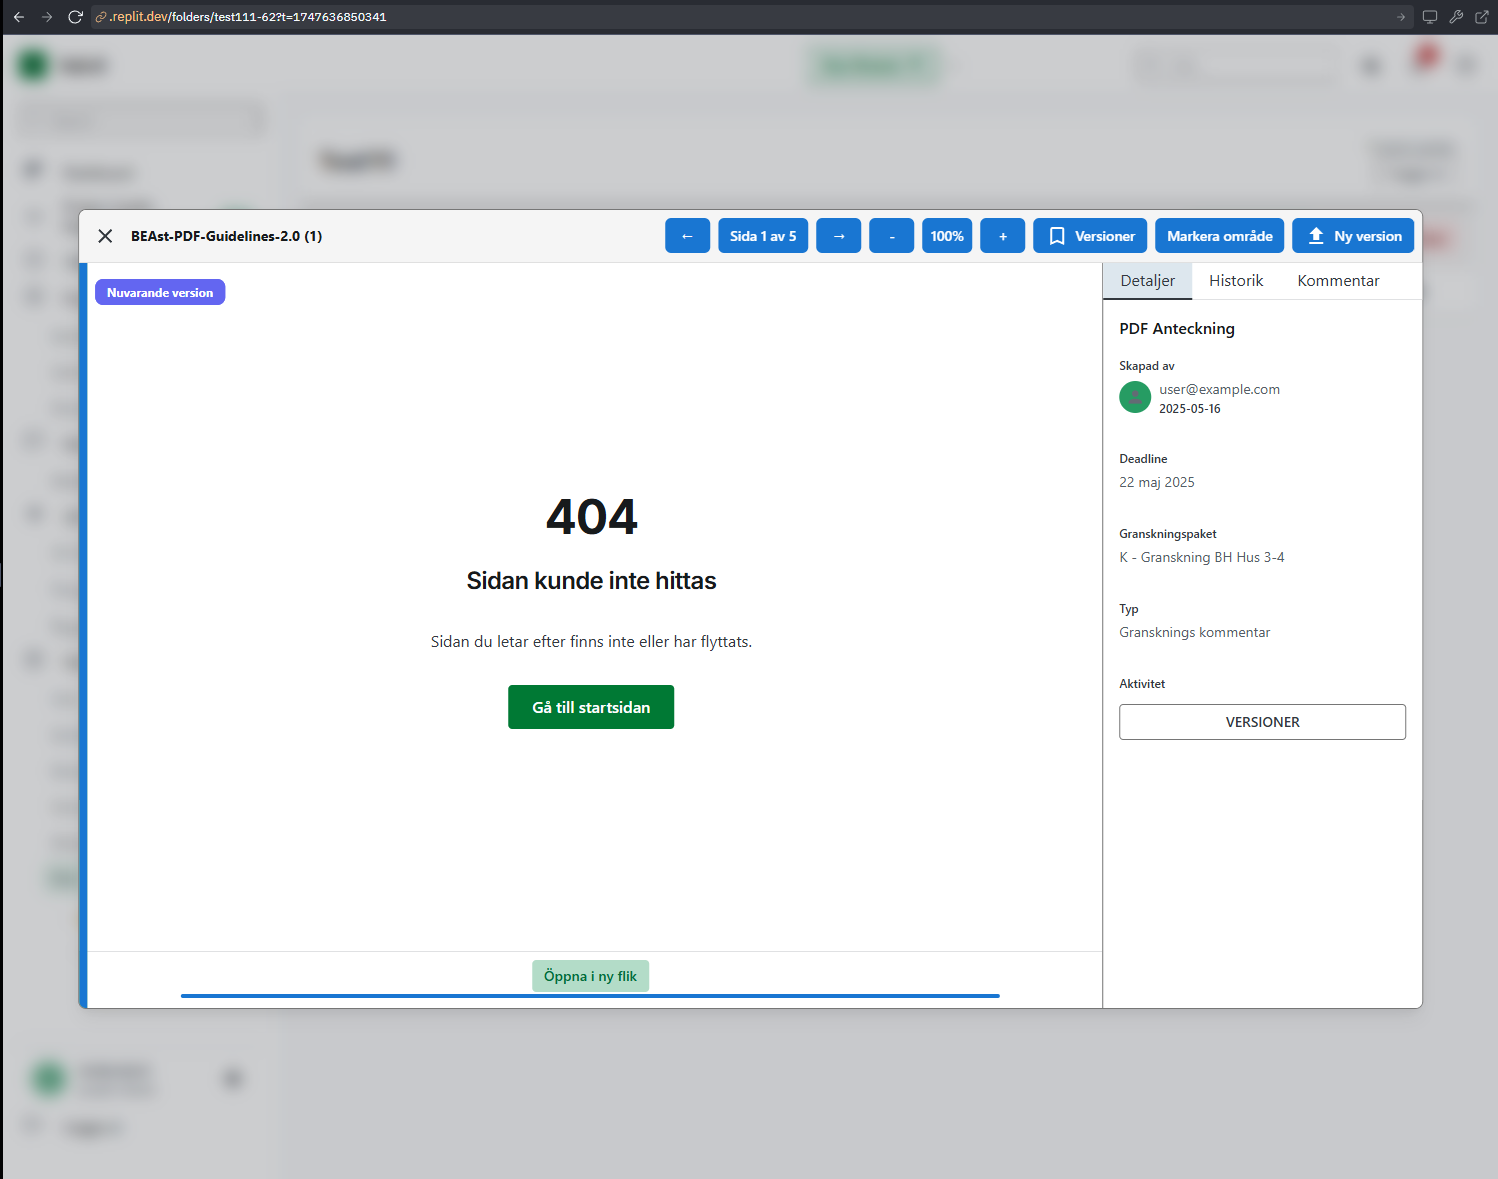 .replit.dev/folders/test111-62?t=1747636850341
BEAst-PDF-Guidelines-2.0 (1)
← Sida 1 av 5 → - 100% + Versioner Markera område Ny version
Nuvarande version
404
Sidan kunde inte hittas
Sidan du letar efter finns inte eller har flyttats.
Gå till startsidan
Öppna i ny flik
Detaljer Historik Kommentar
PDF Anteckning
Skapad av
user@example.com
2025-05-16
Deadline
22 maj 2025
Granskningspaket
K - Granskning BH Hus 3-4
Typ
Gransknings kommentar
Aktivitet
VERSIONER